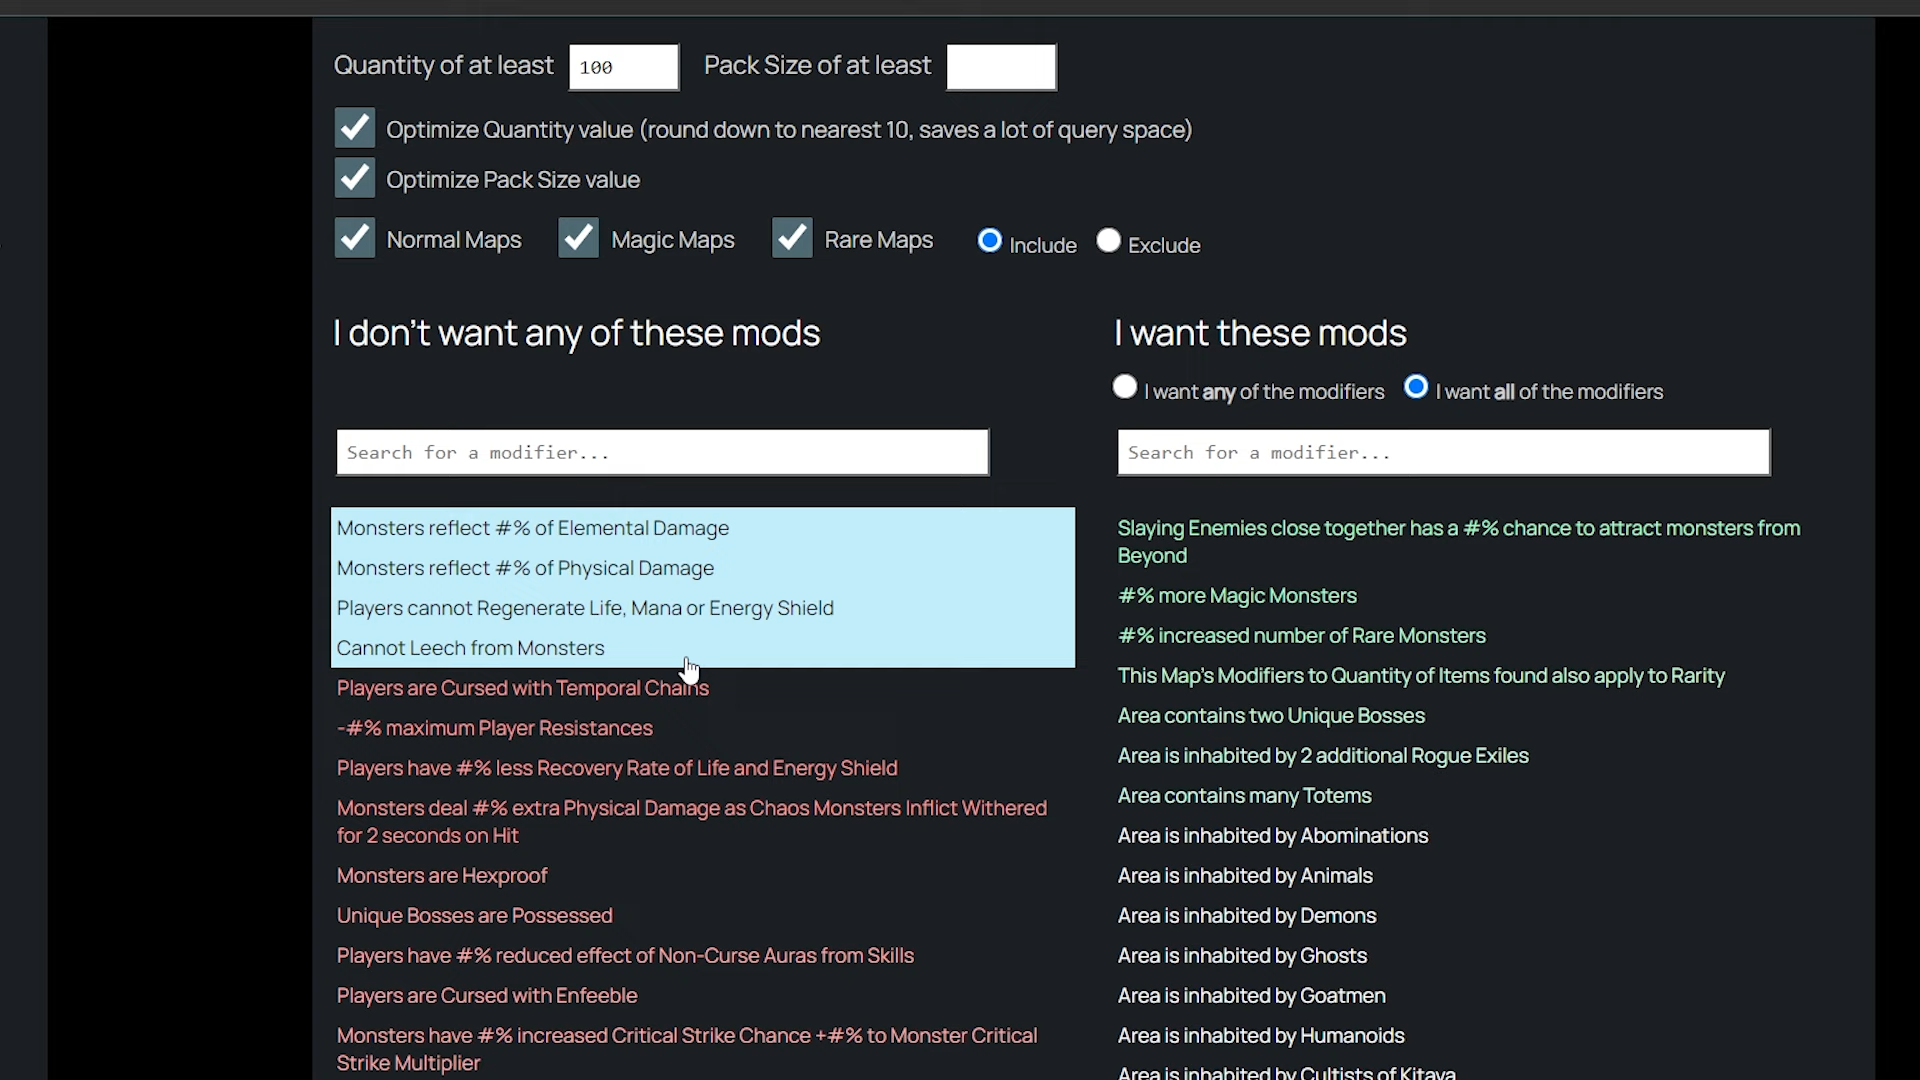 Quantity of at least 100 Pack Size of at least
Optimize Quantity value (round down to nearest 10, saves a lot of query space)
Optimize Pack Size value
Normal Maps Magic Maps Rare Maps Include Exclude
I don't want any of these mods
Search for a modifier...
Monsters reflect #% of Elemental Damage
Monsters reflect #% of Physical Damage
Players cannot Regenerate Life, Mana or Energy Shield
Cannot Leech from Monsters
Players are Cursed with Temporal Chains
-#% maximum Player Resistances
Players have #% less Recovery Rate of Life and Energy Shield
Monsters deal #% extra Physical Damage as Chaos Monsters Inflict Withered
for 2 seconds on Hit
Monsters are Hexproof
Unique Bosses are Possessed
Players have #% reduced effect of Non-Curse Auras from Skills
Players are Cursed with Enfeeble
Monsters have #% increased Critical Strike Chance +#% to Monster Critical
Strike Multiplier
I want these mods
I want any of the modifiers I want all of the modifiers
Search for a modifier...
Slaying Enemies close together has a #% chance to attract monsters from
Beyond
#% more Magic Monsters
#% increased number of Rare Monsters
This Map's Modifiers to Quantity of Items found also apply to Rarity
Area contains two Unique Bosses
Area is inhabited by 2 additional Rogue Exiles
Area contains many Totems
Area is inhabited by Abominations
Area is inhabited by Animals
Area is inhabited by Demons
Area is inhabited by Ghosts
Area is inhabited by Goatmen
Area is inhabited by Humanoids
Area is inhabited by Cultists of Kitava